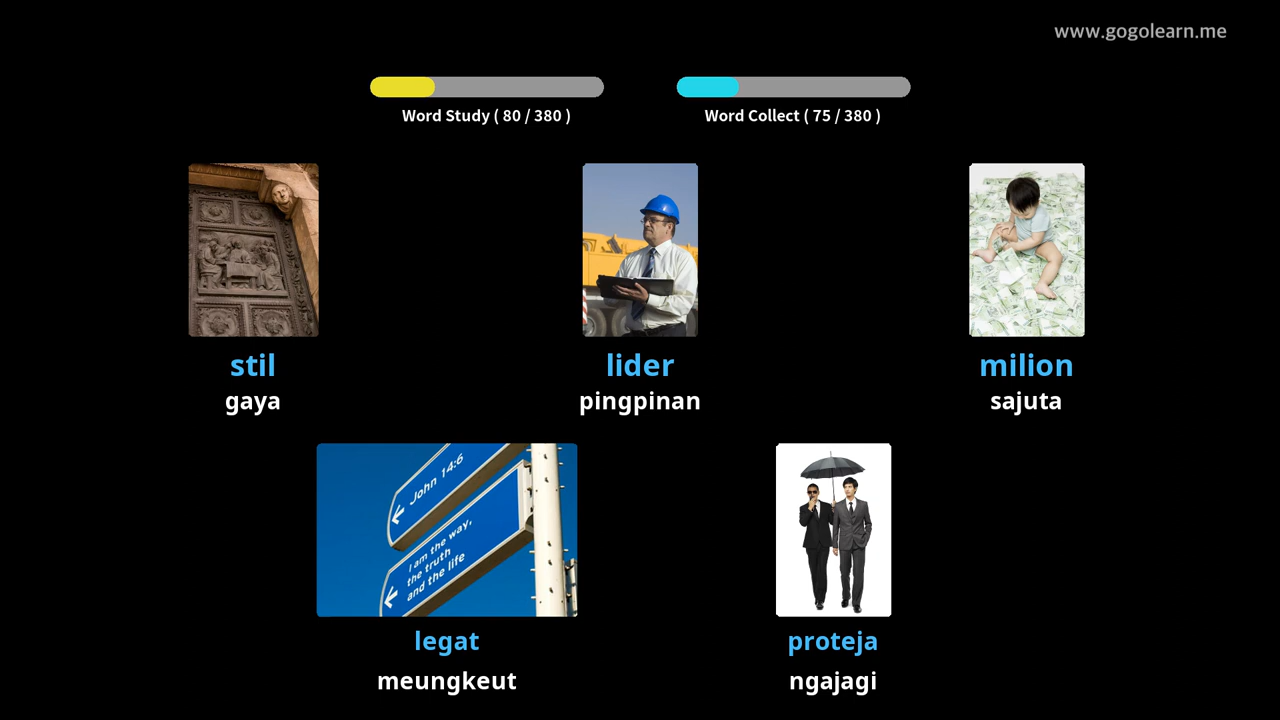 www.gogolearn.me
Word Study ( 80 / 380 )
Word Collect ( 75 / 380 )
stil
gaya
lider
pingpinan
milion
sajuta
John 14:6
I am the way,
the truth
and the life
legat
meungkeut
proteja
ngajagi